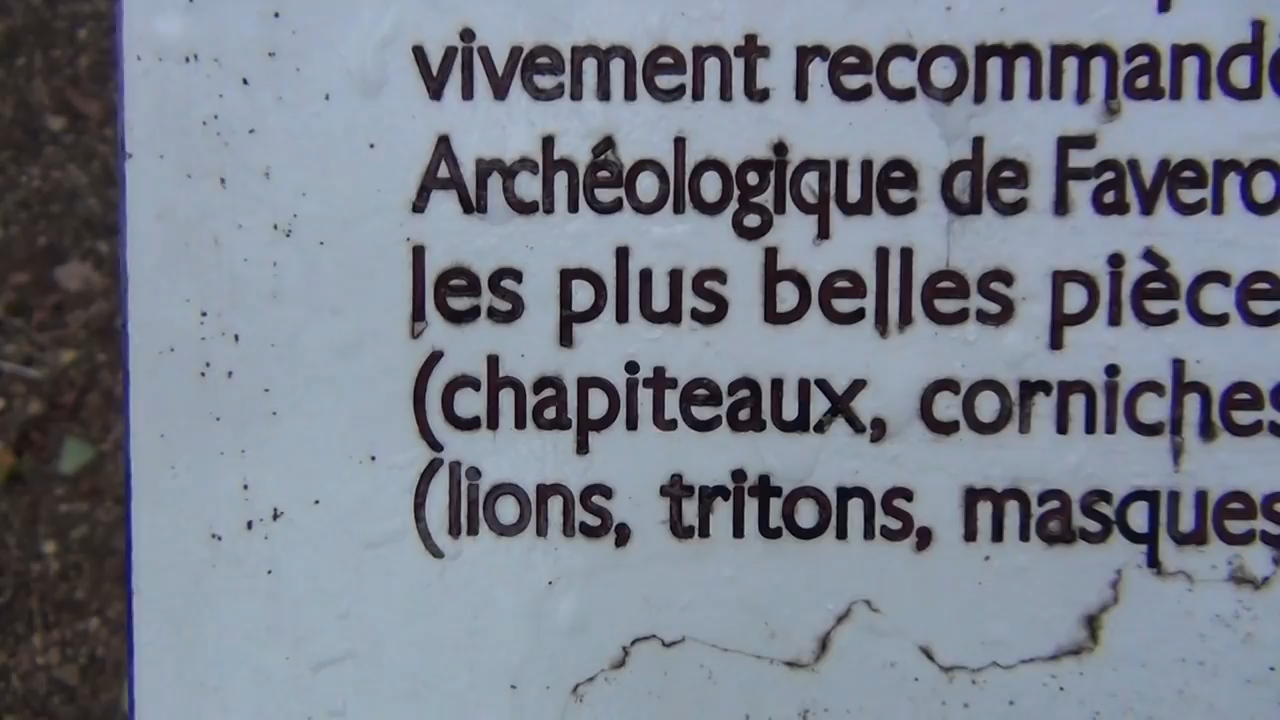 vivement recommandé
Archéologique de Favero
les plus belles pièce
(chapiteaux, corniches
(lions, tritons, masques